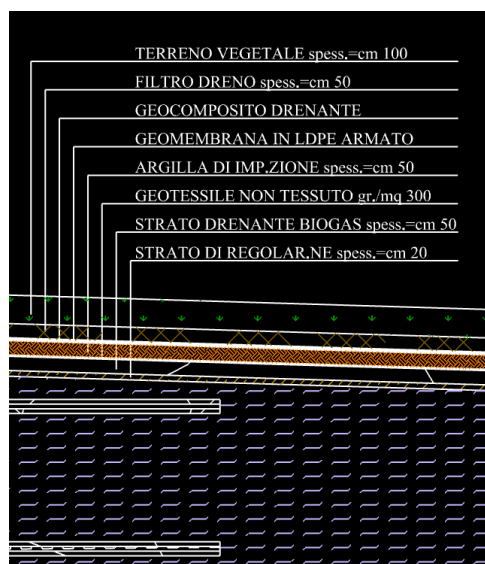 TERRENO VEGETALE spess.=cm 100
FILTRO DRENO spess.=cm 50
GEOCOMPOSITO DRENANTE
GEOMEMBRANA IN LDPE ARMATO
ARGILLA DI IMP.ZIONE spess.=cm 50
GEOTESSILE NON TESSUTO gr./mq 300
STRATO DRENANTE BIOGAS spess.=cm 50
STRATO DI REGOLAR.NE spess.=cm 20